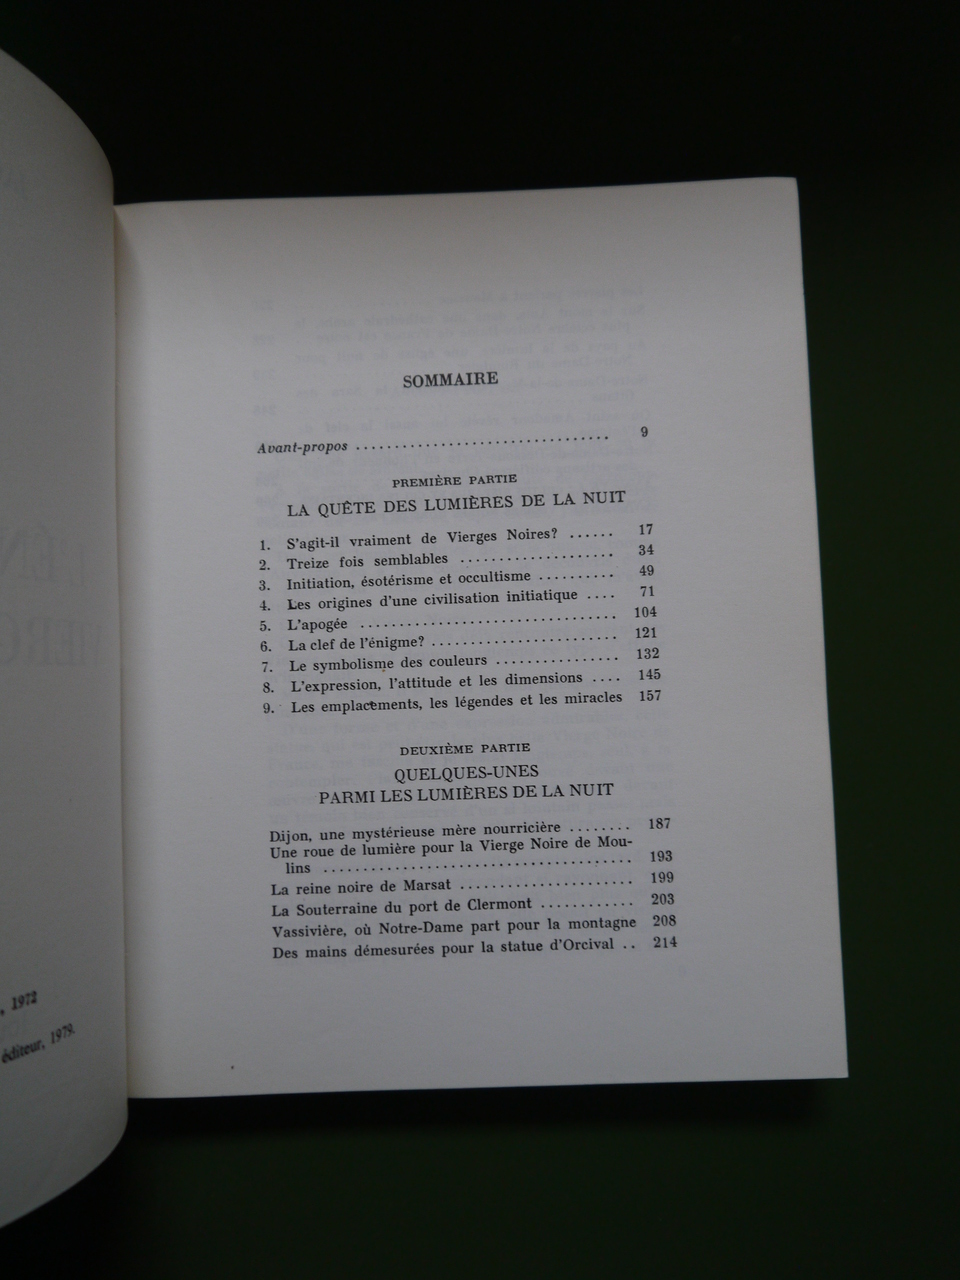 , 1972
éditeur, 1979.
SOMMAIRE
Avant-propos ................................ 9
PREMIÈRE PARTIE
LA QUÊTE DES LUMIÈRES DE LA NUIT
1. S'agit-il vraiment de Vierges Noires? ...... 17
2. Treize fois semblables .................... 34
3. Initiation, ésotérisme et occultisme .......... 49
4. Les origines d'une civilisation initiatique .... 71
5. L'apogée ................................. 104
6. La clef de l'énigme? ........................ 121
7. Le symbolisme des couleurs ................ 132
8. L'expression, l'attitude et les dimensions .... 145
9. Les emplacements, les légendes et les miracles 157
DEUXIÈME PARTIE
QUELQUES-UNES
PARMI LES LUMIÈRES DE LA NUIT
Dijon, une mystérieuse mère nourricière ........ 187
Une roue de lumière pour la Vierge Noire de Mou-
lins ........................................ 193
La reine noire de Marsat ....................... 199
La Souterraine du port de Clermont ............ 203
Vassivière, où Notre-Dame part pour la montagne 208
Des mains démesurées pour la statue d'Orcival .. 214